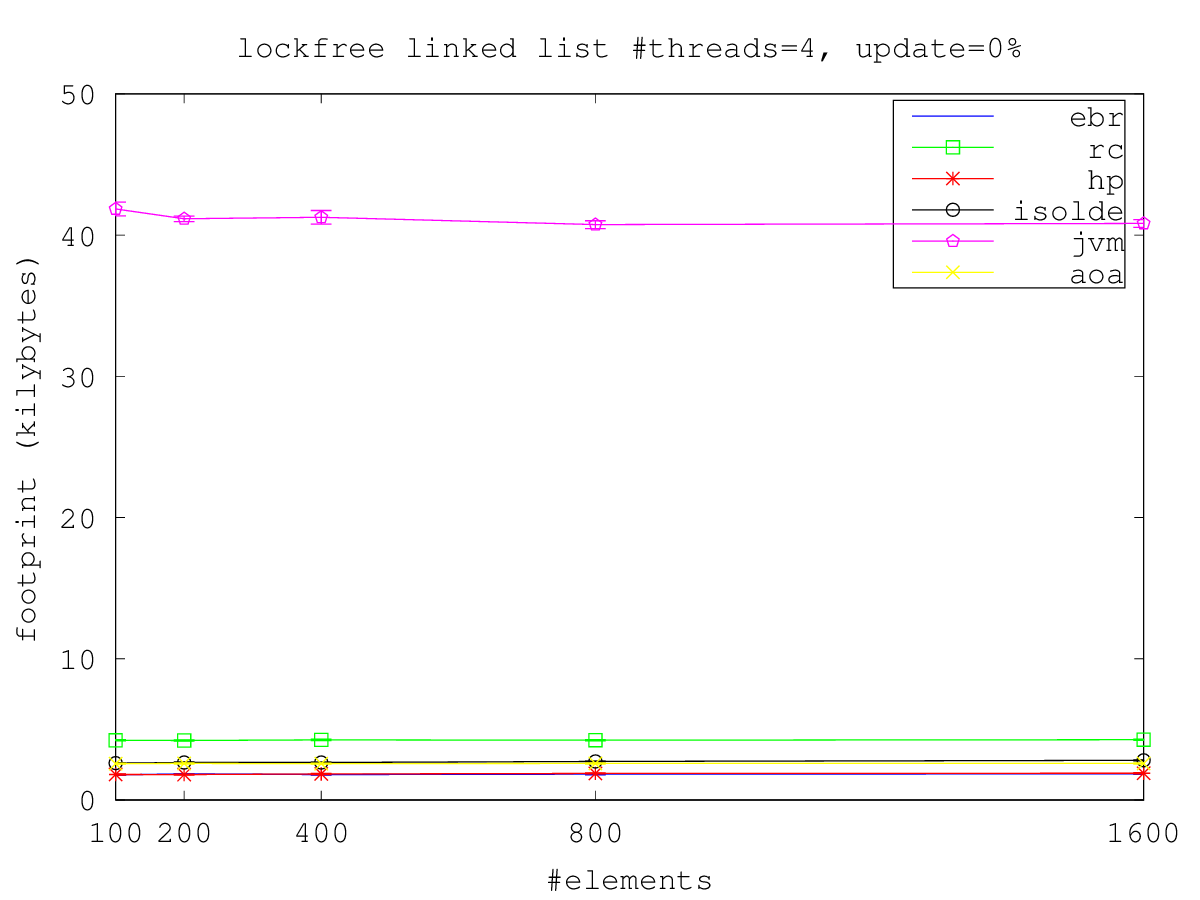 lockfree linked list #threads=4, update=0%
50
40
30
20
10
0
footprint (kilybytes)
ebr
rc
hp
isolde
jvm
aoa
100 200 400 800 1600
#elements